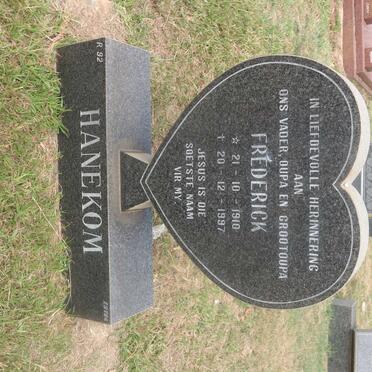 IN LIEFDEVOLLE HERINNERING
AAN
ONS VADER, OUPA EN GROOTOUPA
FREDERICK
☆ 21 - 10 - 1910
✝ 20 - 12 - 1997
JESUS IS DIE
SOETSTE NAAM
VIR MY
R 92
HANEKOM